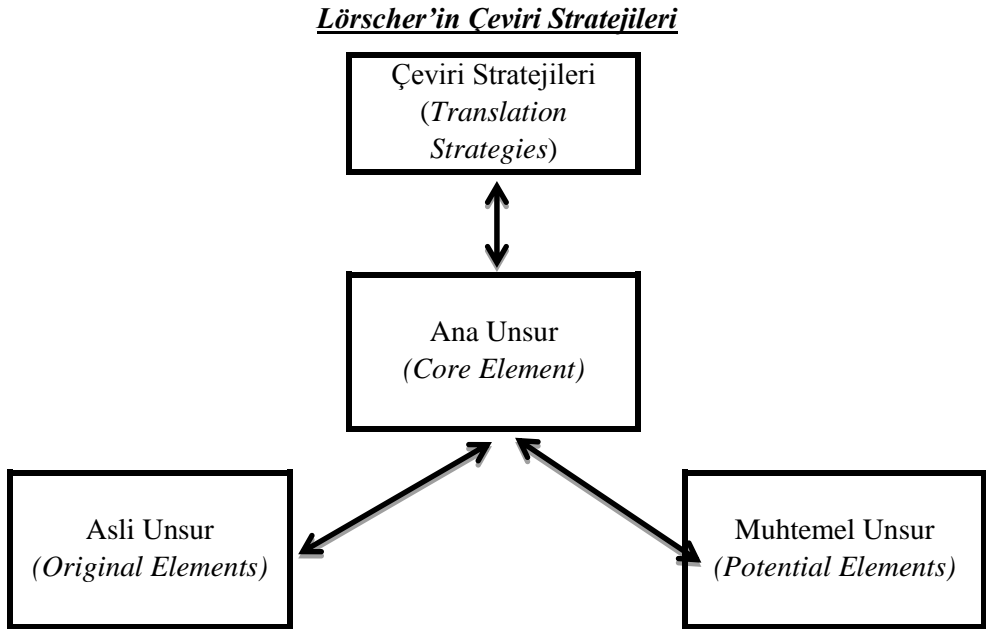 Lörscher’in Çeviri Stratejileri
Çeviri Stratejileri
(Translation
Strategies)
Ana Unsur
(Core Element)
Asli Unsur
(Original Elements)
Muhtemel Unsur
(Potential Elements)